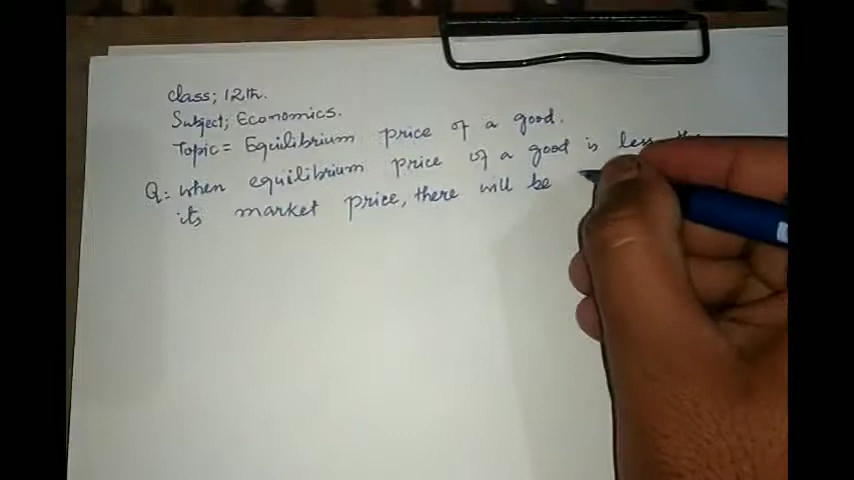 class; 12th.
Subject; Economics.
Topic = Equilibrium price of a good.
Q: when equilibrium price of a good is less
its market price, there will be